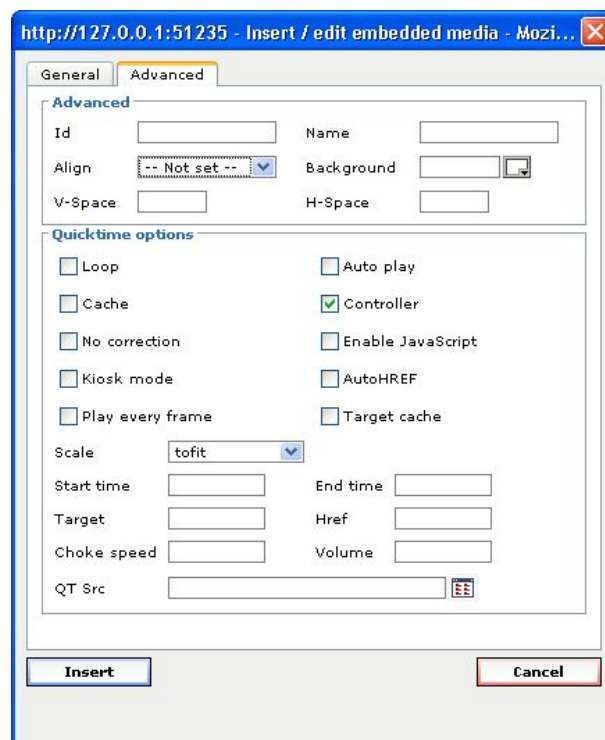 http://127.0.0.1:51235 - Insert / edit embedded media - Mozi...
General Advanced
Advanced
Id Name
Align -- Not set -- Background
V-Space H-Space
Quicktime options
Loop Auto play
Cache Controller
No correction Enable JavaScript
Kiosk mode AutoHREF
Play every frame Target cache
Scale tofit
Start time End time
Target Href
Choke speed Volume
QT Src
Insert Cancel